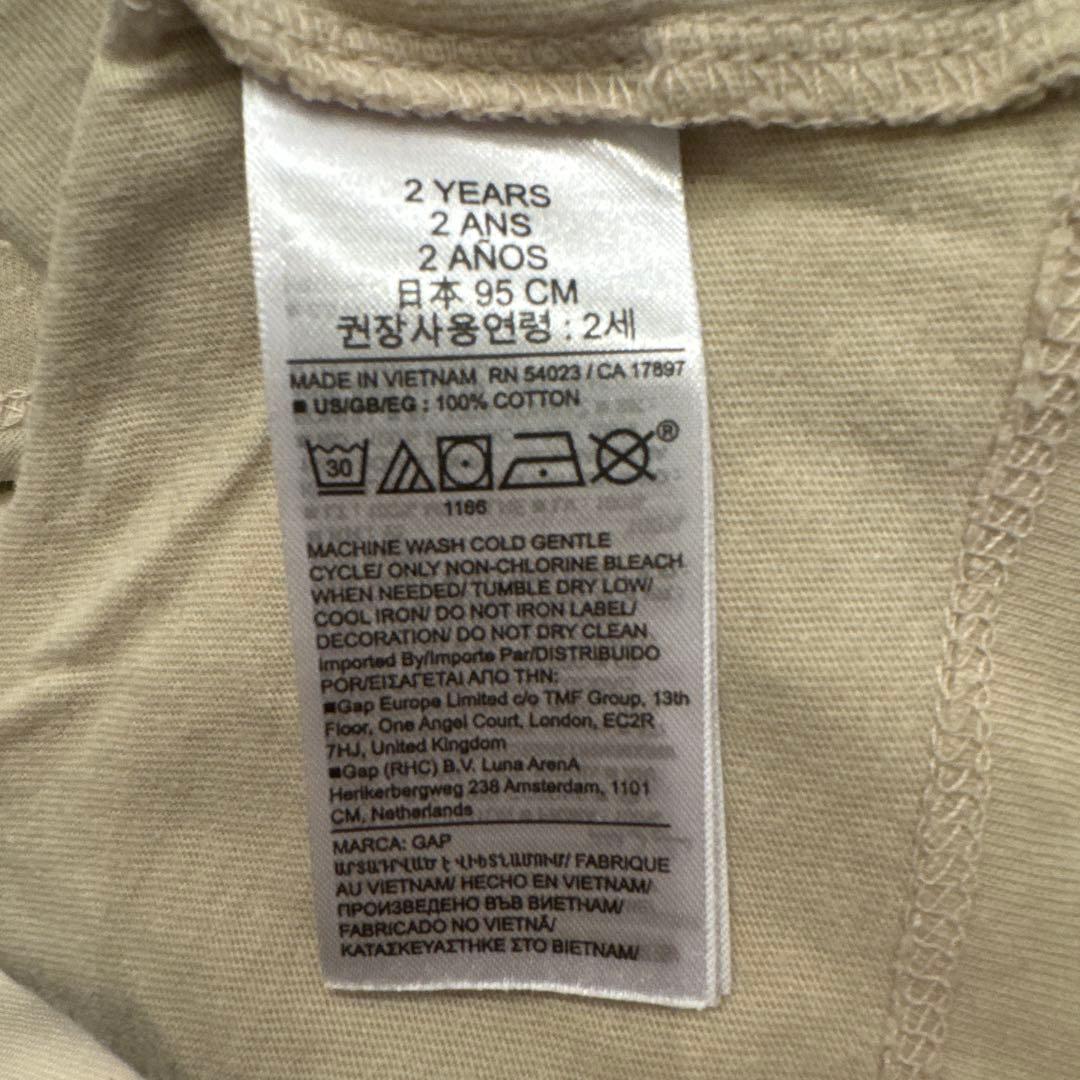 2 YEARS
2 ANS
2 AÑOS
日本 95 CM
권장사용연령 : 2세
MADE IN VIETNAM RN 54023 / CA 17897
■ US/GB/EG : 100% COTTON
30
®
1186
MACHINE WASH COLD GENTLE
CYCLE/ ONLY NON-CHLORINE BLEACH
WHEN NEEDED/ TUMBLE DRY LOW/
COOL IRON/ DO NOT IRON LABEL/
DECORATION/ DO NOT DRY CLEAN
Imported By/Importe Par/DISTRIBUIDO
POR/ΕΙΣΑΓΕΤΑΙ ΑΠΟ ΤΗΝ:
■Gap Europe Limited c/o TMF Group, 13th
Floor, One Angel Court, London, EC2R
7HJ, United Kingdom
■Gap (RHC) B.V. Luna ArenA
Herikerbergweg 238 Amsterdam, 1101
CM, Netherlands
MARCA: GAP
ԱՐՏԱԴՐՎԱԾ Է ՎԻԵՏՆԱՄՈՒՄ/ FABRIQUE
AU VIETNAM/ HECHO EN VIETNAM/
ПРОИЗВЕДЕНО ВЪВ ВИЕТНАМ/
FABRICADO NO VIETNÃ/
ΚΑΤΑΣΚΕΥΑΣΤΗΚΕ ΣΤΟ ΒΙΕΤΝΑΜ/